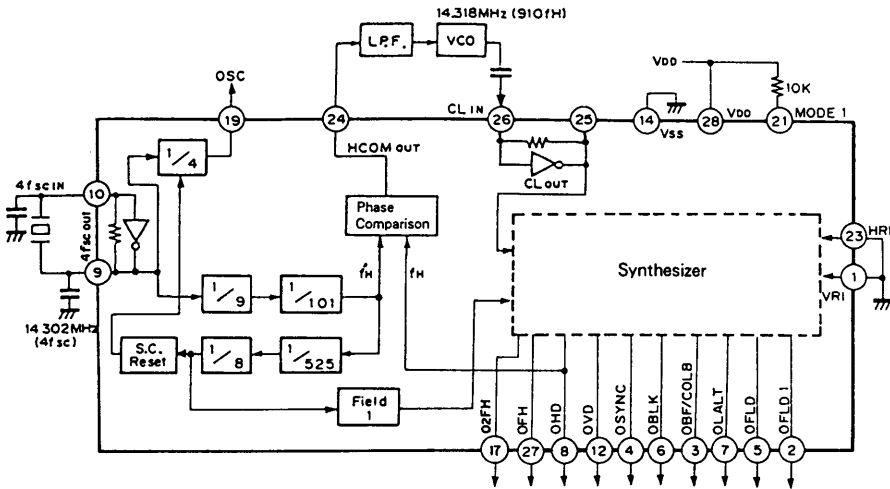 14.318MHz (910fH)
L.P.F.
VCO
OSC
VDD
10K
CL IN
19
24
26
25
14
VSS
28
VDD
21
MODE 1
1/4
HCOM OUT
CL OUT
4fsc IN
10
4fsc OUT
Phase
Comparison
23
HRI
9
f'H
fH
Synthesizer
1
VRI
1/9
1/101
14.302MHz
(4fsc)
S.C.
Reset
1/8
1/525
Field
1
O2FH
OFH
OHD
OVD
OSYNC
OBLK
OBF/COLB
OLALT
OFLD
OFLD 1
17
27
8
12
4
6
3
7
5
2